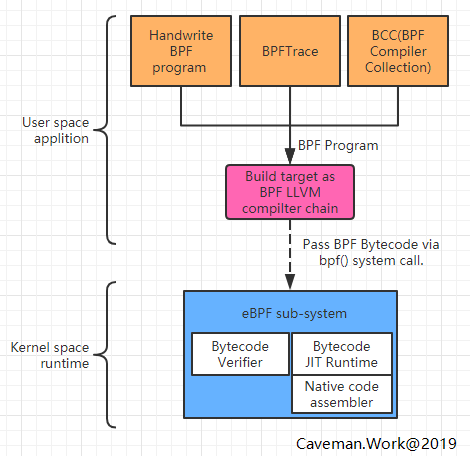 Handwrite
BPF
program
BPFTrace
BCC(BPF
Compiler
Collection)
User space
applition
BPF Program
Build target as
BPF LLVM
compilter chain
Pass BPF Bytecode via
bpf() system call.
eBPF sub-system
Kernel space
runtime
Bytecode
Verifier
Bytecode
JIT Runtime
Native code
assembler
Caveman.Work@2019